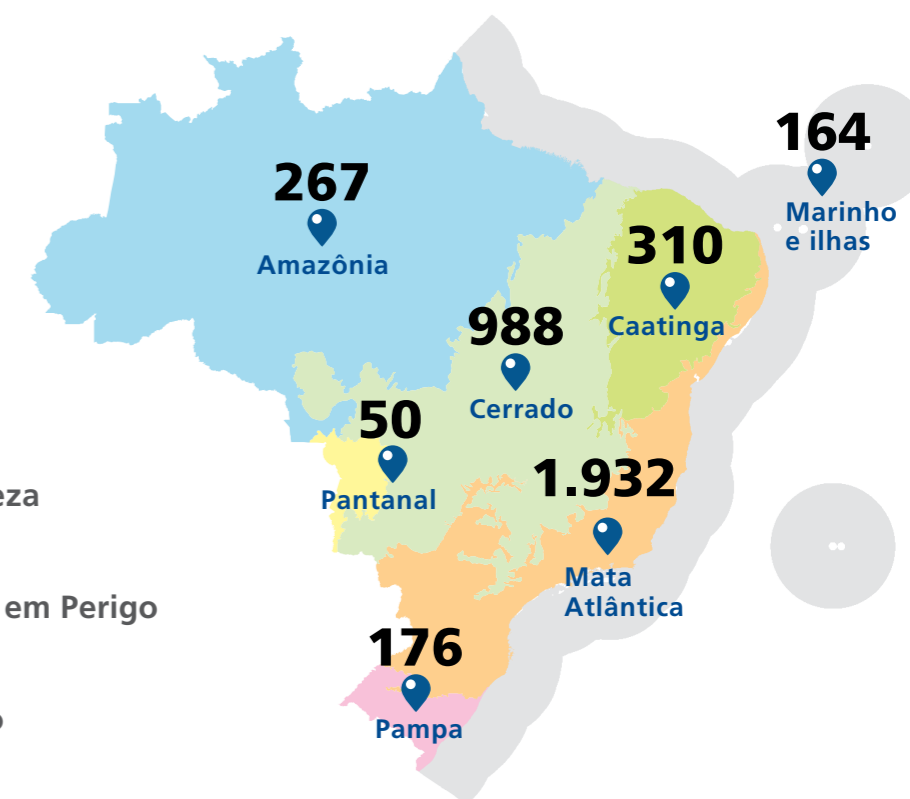 164
Marinho
e ilhas
267
Amazônia
310
Caatinga
988
Cerrado
50
Pantanal
1.932
Mata
Atlântica
em Perigo
176
Pampa